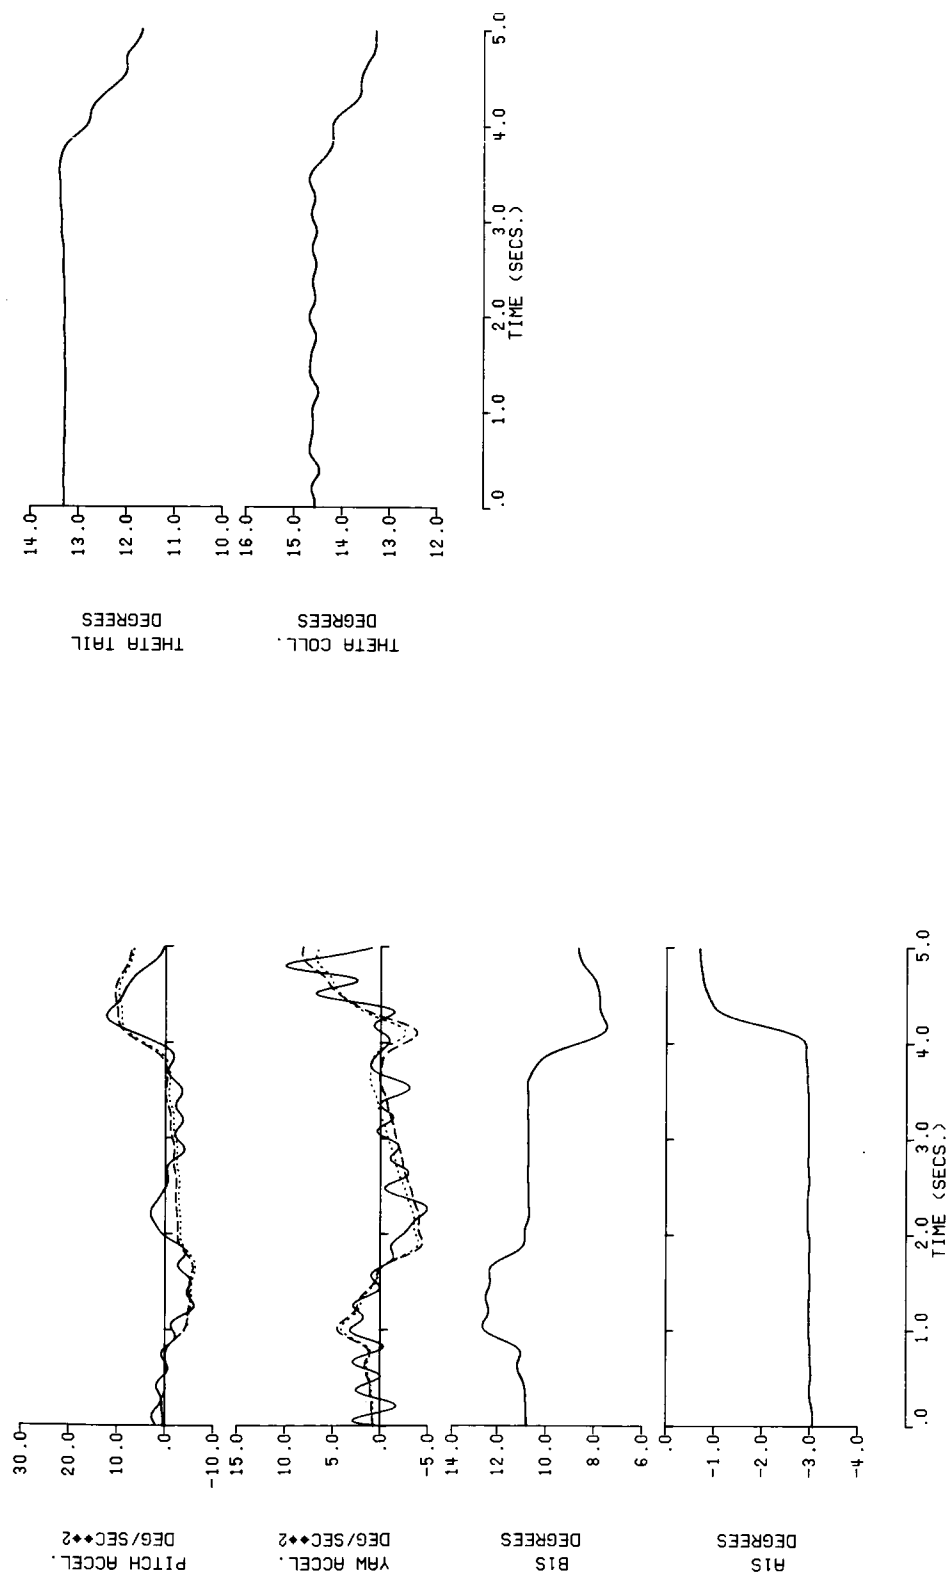 14.0
13.0
12.0
11.0
10.0
THETA TAIL
DEGREES
16.0
15.0
14.0
13.0
12.0
THETA COLL.
DEGREES
.0 1.0 2.0 3.0 4.0 5.0
TIME (SECS.)
30.0
20.0
10.0
.0
-10.0
PITCH ACCEL.
DEG/SEC**2
15.0
10.0
5.0
.0
-5.0
YAW ACCEL.
DEG/SEC**2
14.0
12.0
10.0
8.0
6.0
B1S
DEGREES
.0
-1.0
-2.0
-3.0
-4.0
A1S
DEGREES
.0 1.0 2.0 3.0 4.0 5.0
TIME (SECS.)